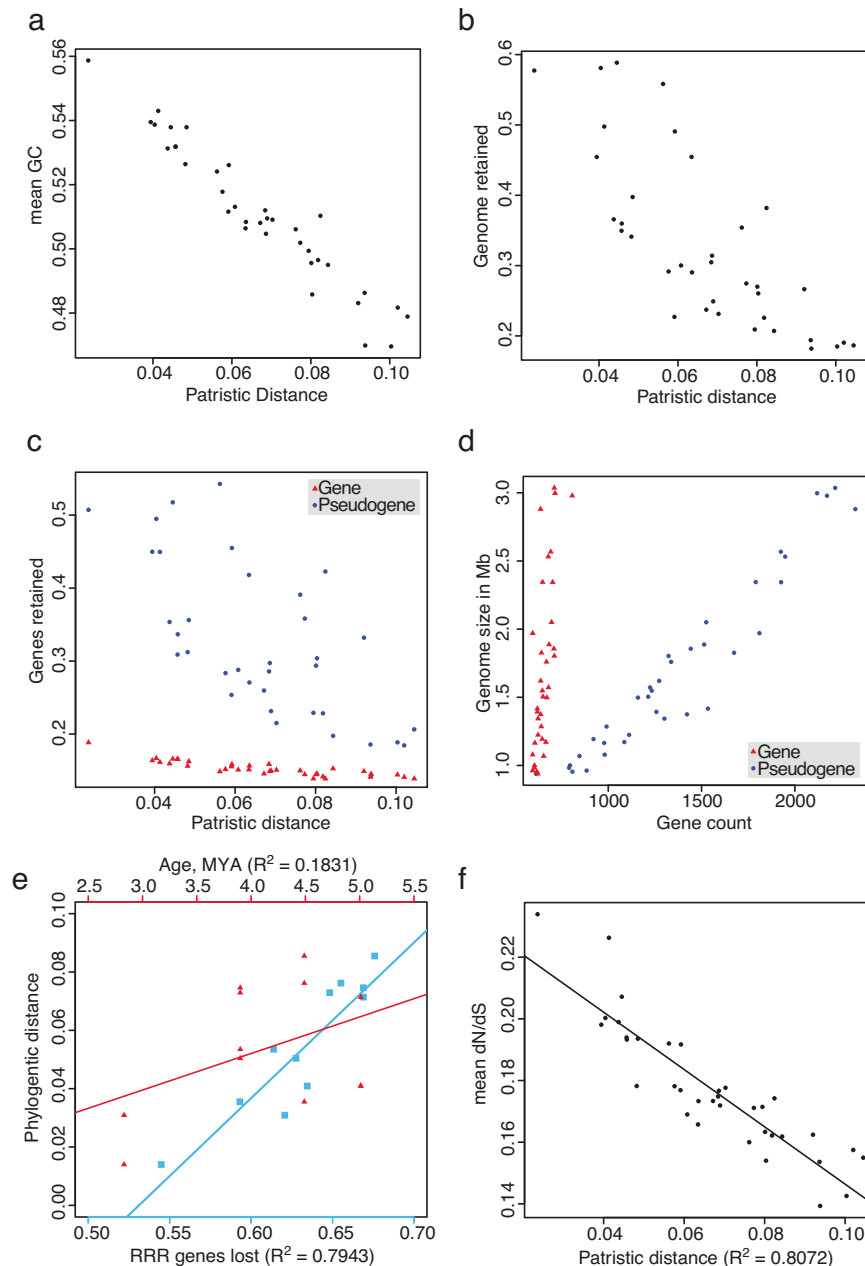 a
0.56
0.54
0.52
0.50
0.48
mean GC
0.04 0.06 0.08 0.10
Patristic Distance
b
0.6
0.5
0.4
0.3
0.2
Genome retained
0.04 0.06 0.08 0.10
Patristic distance
c
0.5
0.4
0.3
0.2
Genes retained
Gene
Pseudogene
0.04 0.06 0.08 0.10
Patristic distance
d
3.0
2.5
2.0
1.5
1.0
Genome size in Mb
Gene
Pseudogene
1000 1500 2000
Gene count
e
Age, MYA (R² = 0.1831)
2.5 3.0 3.5 4.0 4.5 5.0 5.5
0.10
0.08
0.06
0.04
0.02
0.00
Phylogentic distance
0.50 0.55 0.60 0.65 0.70
RRR genes lost (R² = 0.7943)
f
0.22
0.20
0.18
0.16
0.14
mean dN/dS
0.04 0.06 0.08 0.10
Patristic distance (R² = 0.8072)